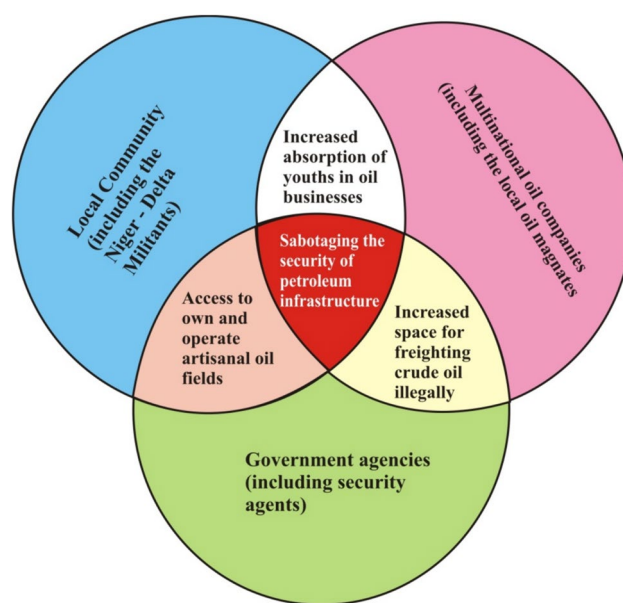 Local Community
(including the
Niger - Delta
Militants)
Multinational oil companies
(including the local oil magnates
Increased
absorption of
youths in oil
businesses
Sabotaging the
security of
petroleum
infrastructure
Access to
own and
operate
artisanal oil
fields
Increased
space for
freighting
crude oil
illegally
Government agencies
(including security
agents)